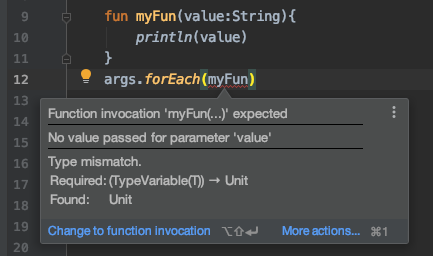 9 fun myFun(value:String){
10 println(value)
11 }
12 args.forEach(myFun)
13
14 Function invocation 'myFun(...)' expected
15 No value passed for parameter 'value'
16 Type mismatch.
17 Required: (TypeVariable(T)) → Unit
18 Found: Unit
19 Change to function invocation ⌥⇧↩ More actions... ⌘1
20